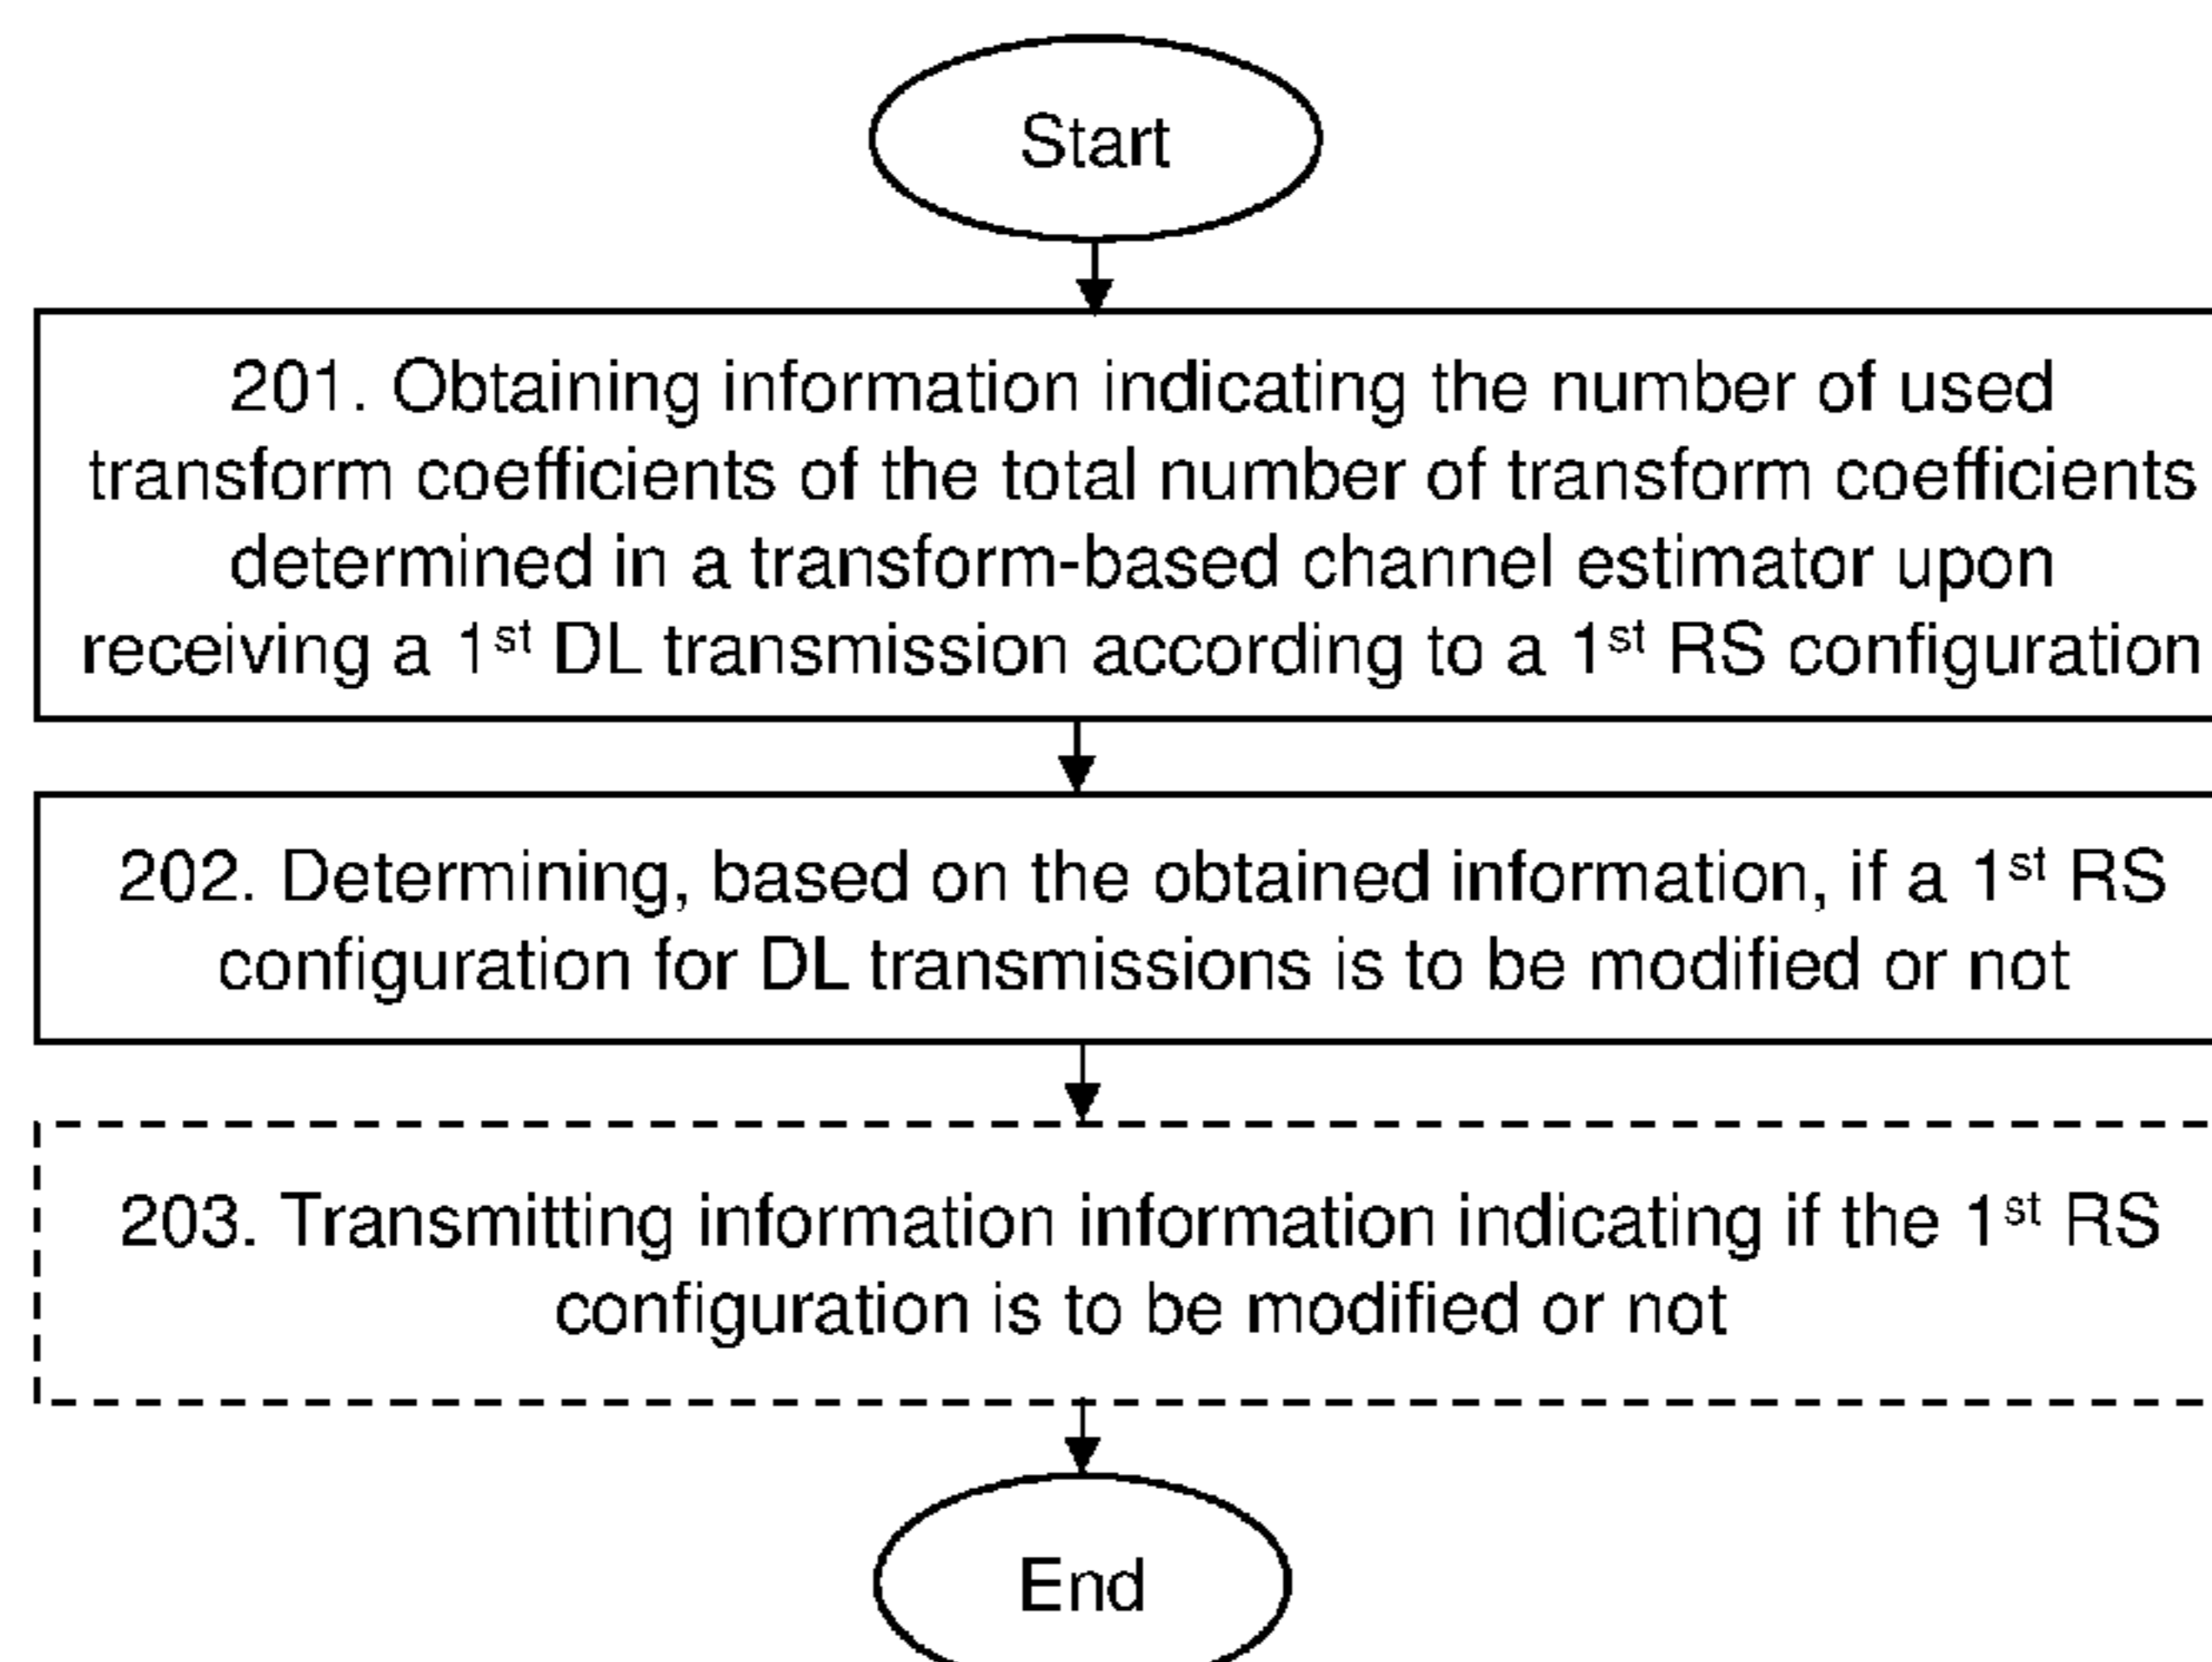 Start
201. Obtaining information indicating the number of used
transform coefficients of the total number of transform coefficients
determined in a transform-based channel estimator upon
receiving a 1st DL transmission according to a 1st RS configuration
202. Determining, based on the obtained information, if a 1st RS
configuration for DL transmissions is to be modified or not
203. Transmitting information information indicating if the 1st RS
configuration is to be modified or not
End